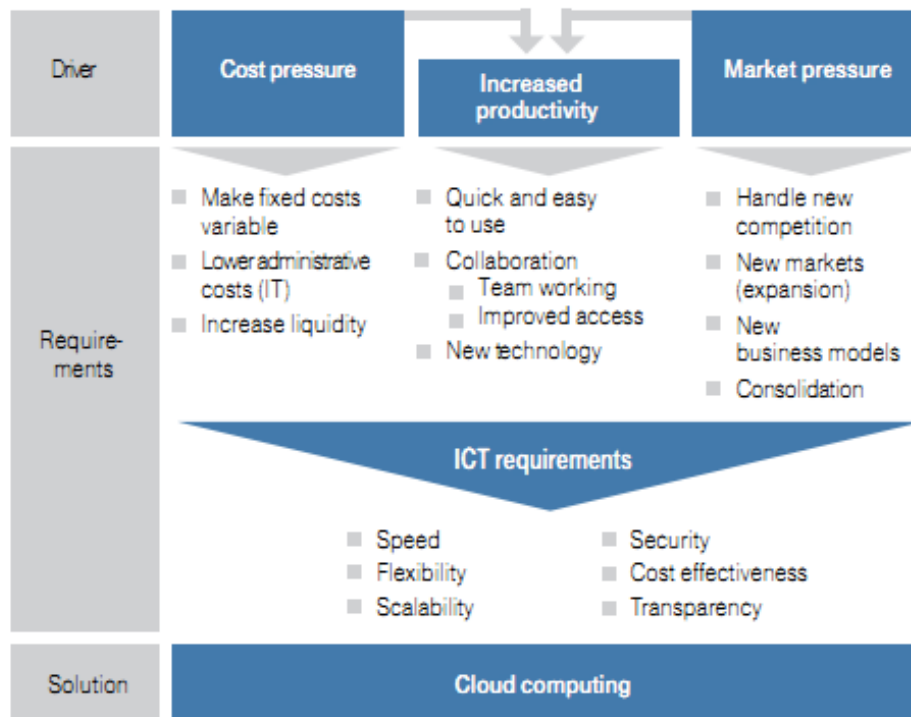 Driver
Cost pressure
Increased
productivity
Market pressure
Require-
ments
Make fixed costs
variable
Lower administrative
costs (IT)
Increase liquidity
Quick and easy
to use
Collaboration
Team working
Improved access
New technology
Handle new
competition
New markets
(expansion)
New
business models
Consolidation
ICT requirements
Speed
Flexibility
Scalability
Security
Cost effectiveness
Transparency
Solution
Cloud computing